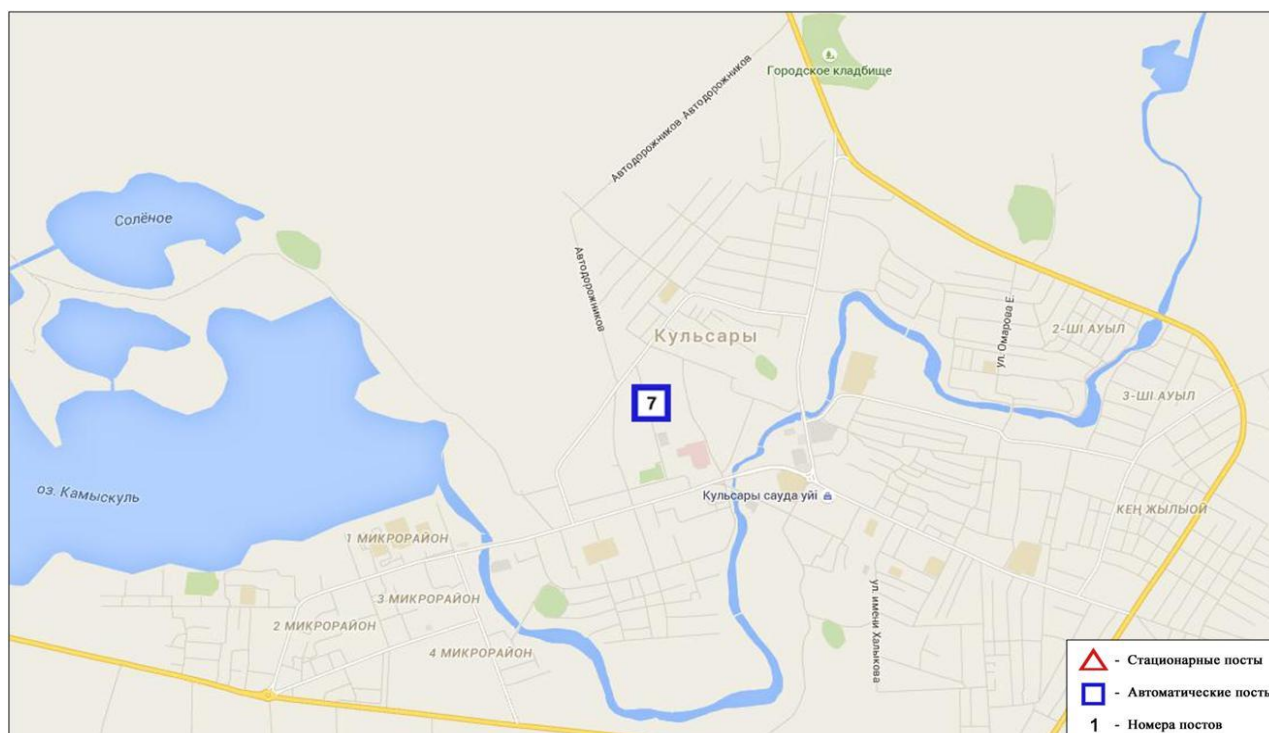 Городское кладбище
Автодорожников Автодорожников
Солёное
Автодорожников
Кульсары
ул. Омарова Е.
2-ШІ АУЫЛ
3-ШІ АУЫЛ
7
оз. Камыскуль
Кульсары сауда уйі
КЕҢ ЖЫЛЫОЙ
1 МИКРОРАЙОН
3 МИКРОРАЙОН
2 МИКРОРАЙОН
4 МИКРОРАЙОН
ул. имени Халыкова
- Стационарные посты
- Автоматические посты
1 - Номера постов